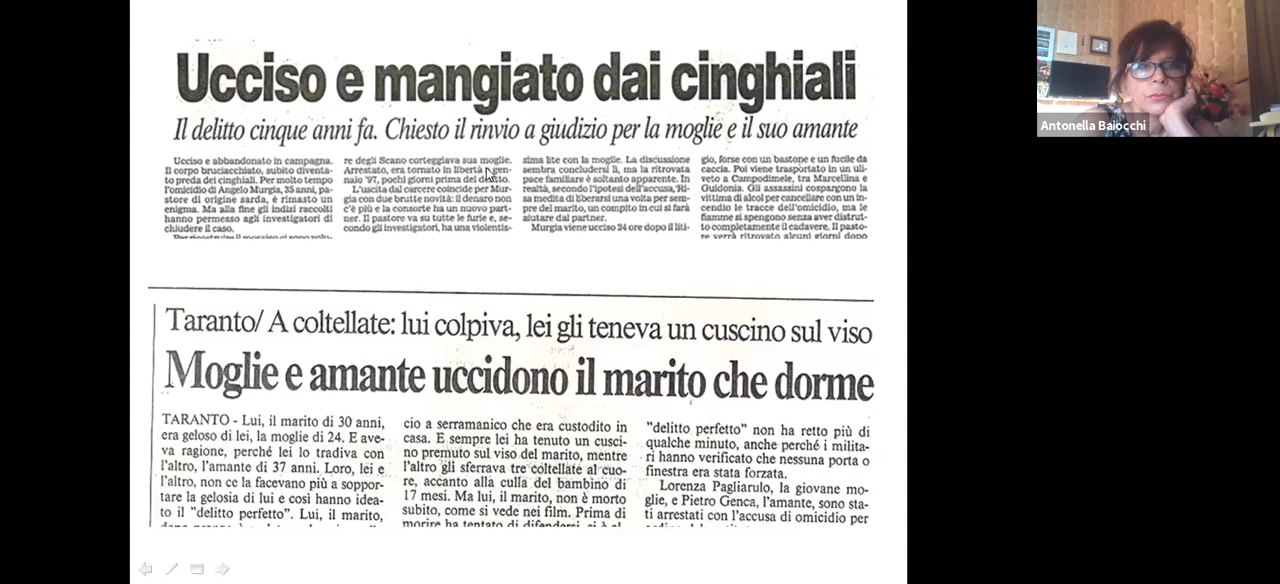 Ucciso e mangiato dai cinghiali
Il delitto cinque anni fa. Chiesto il rinvio a giudizio per la moglie e il suo amante
Ucciso e abbandonato in campagna.
Il corpo bruciacchiato, subito diventa-
to preda dei cinghiali. Per molto tempo
l'omicidio di Angelo Murgia, 35 anni, pa-
store di origine sarda, è rimasto un
enigma. Ma alla fine gli indizi raccolti
hanno permesso agli investigatori di
chiudere il caso.
re degli Scano corteggiava sua moglie.
Arrestato, era tornato in libertà a gen-
naio '97, pochi giorni prima del delitto.
L'uscita dal carcere coincide per Mur-
gia con due brutte novità: il denaro non
c'è più e la consorte ha un nuovo part-
ner. Il pastore va su tutte le furie e, se-
condo gli investigatori, ha una violentis-
sima lite con la moglie. La discussione
sembra concludersi lì, ma la ritrovata
pace familiare è soltanto apparente. In
realtà, secondo l'ipotesi dell'accusa,
sa medita di liberarsi una volta per sem-
pre del marito, un compito in cui si farà
aiutare dal partner.
Murgia viene ucciso 24 ore dopo il liti-
gio, forse con un bastone e un fucile da
caccia. Poi viene trasportato in un uli-
veto a Campodimele, tra Marcellina e
Guidonia. Gli assassini cospargono la
vittima di alcol per cancellare con un in-
cendio le tracce dell'omicidio, ma le
fiamme si spengono senza aver distrut-
to completamente il cadavere. Il pasto-
re verrà ritrovato alcuni giorni dopo
Taranto/ A coltellate: lui colpiva, lei gli teneva un cuscino sul viso
Moglie e amante uccidono il marito che dorme
TARANTO - Lui, il marito di 30 anni,
era geloso di lei, la moglie di 24. E ave-
va ragione, perché lei lo tradiva con
l'altro, l'amante di 37 anni. Loro, lei e
l'altro, non ce la facevano più a soppor-
tare la gelosia di lui e così hanno idea-
to il "delitto perfetto". Lui, il marito,
cio a serramanico che era custodito in
casa. E sempre lei ha tenuto un cusci-
no premuto sul viso del marito, mentre
l'altro gli sferrava tre coltellate al cuo-
re, accanto alla culla del bambino di
17 mesi. Ma lui, il marito, non è morto
subito, come si vede nei film. Prima di
morire ha tentato di difendersi, si è al-
"delitto perfetto" non ha retto più di
qualche minuto, anche perché i milita-
ri hanno verificato che nessuna porta o
finestra era stata forzata.
Lorenza Pagliarulo, la giovane mo-
glie, e Pietro Genca, l'amante, sono sta-
ti arrestati con l'accusa di omicidio per
Antonella Baiocchi